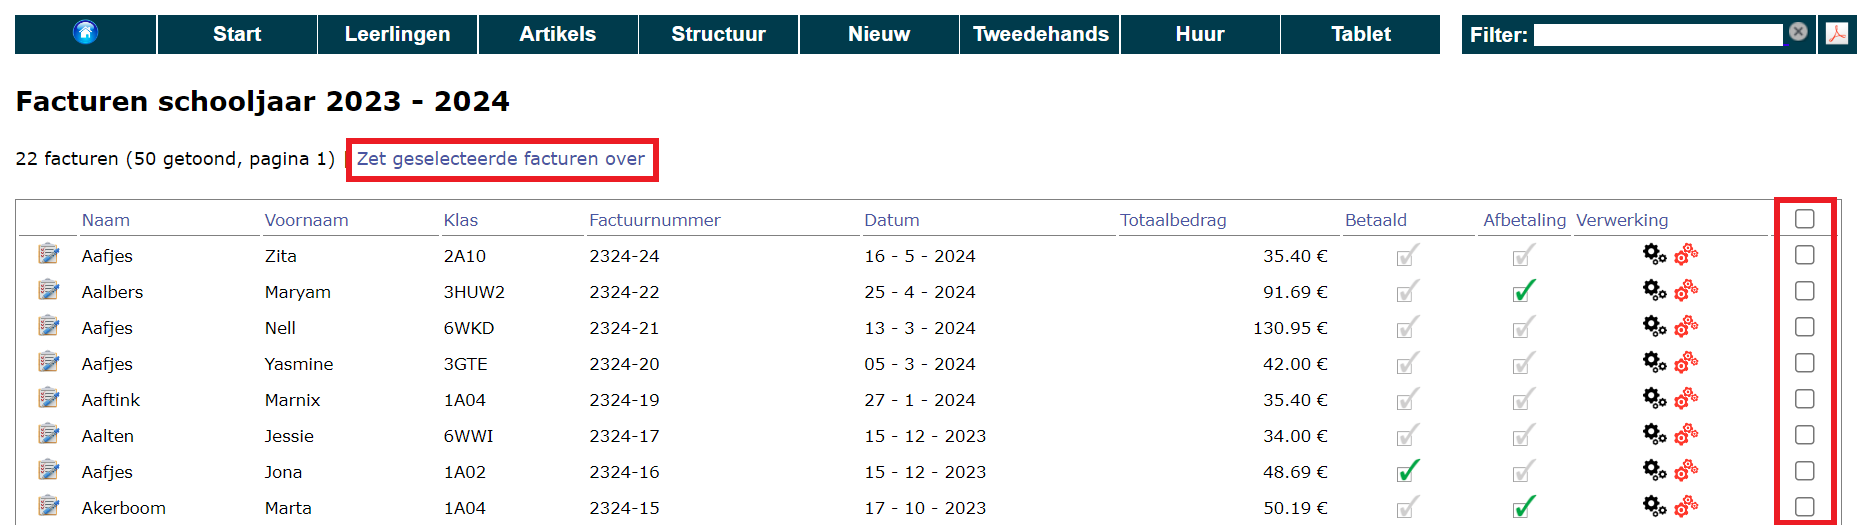 Start Leerlingen Artikels Structuur Nieuw Tweedehands Huur Tablet Filter:
Facturen schooljaar 2023 - 2024
22 facturen (50 getoond, pagina 1) | Zet geselecteerde facturen over
Naam Voornaam Klas Factuurnummer Datum Totaalbedrag Betaald Afbetaling Verwerking
Aafjes Zita 2A10 2324-24 16 - 5 - 2024 35.40 €
Aalbers Maryam 3HUW2 2324-22 25 - 4 - 2024 91.69 €
Aafjes Nell 6WKD 2324-21 13 - 3 - 2024 130.95 €
Aafjes Yasmine 3GTE 2324-20 05 - 3 - 2024 42.00 €
Aaftink Marnix 1A04 2324-19 27 - 1 - 2024 35.40 €
Aalten Jessie 6WWI 2324-17 15 - 12 - 2023 34.00 €
Aafjes Jona 1A02 2324-16 15 - 12 - 2023 48.69 €
Akerboom Marta 1A04 2324-15 17 - 10 - 2023 50.19 €